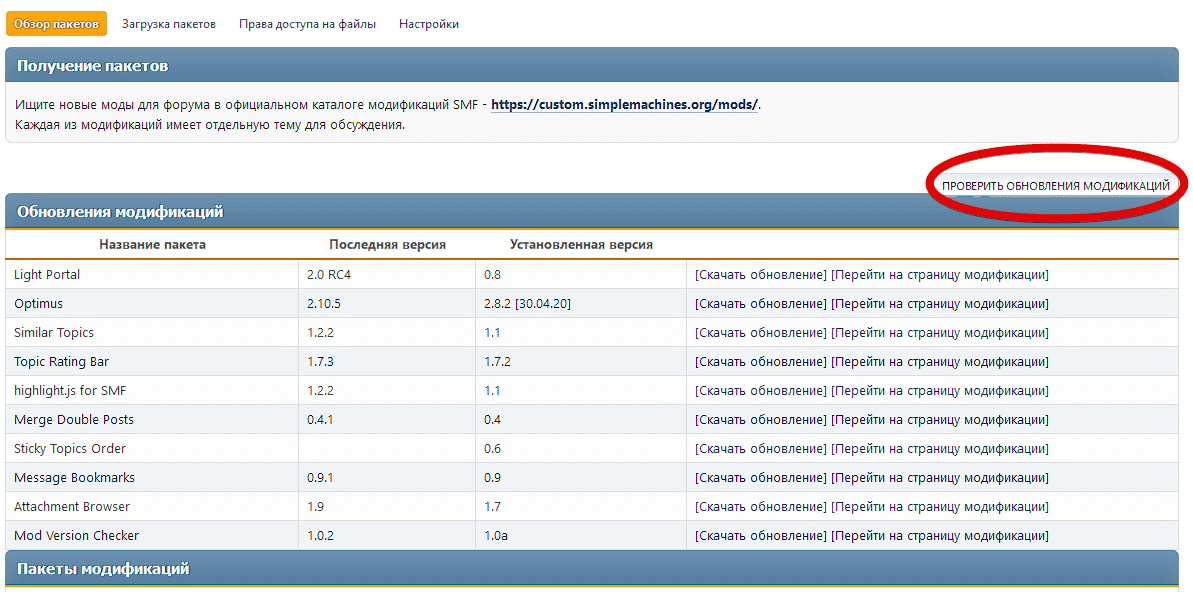 Обзор пакетов Загрузка пакетов Права доступа на файлы Настройки
Получение пакетов
Ищите новые моды для форума в официальном каталоге модификаций SMF - https://custom.simplemachines.org/mods/.
Каждая из модификаций имеет отдельную тему для обсуждения.
ПРОВЕРИТЬ ОБНОВЛЕНИЯ МОДИФИКАЦИЙ
Обновления модификаций
Название пакета Последняя версия Установленная версия
Light Portal 2.0 RC4 0.8 [Скачать обновление] [Перейти на страницу модификации]
Optimus 2.10.5 2.8.2 [30.04.20] [Скачать обновление] [Перейти на страницу модификации]
Similar Topics 1.2.2 1.1 [Скачать обновление] [Перейти на страницу модификации]
Topic Rating Bar 1.7.3 1.7.2 [Скачать обновление] [Перейти на страницу модификации]
highlight.js for SMF 1.2.2 1.1 [Скачать обновление] [Перейти на страницу модификации]
Merge Double Posts 0.4.1 0.4 [Скачать обновление] [Перейти на страницу модификации]
Sticky Topics Order 0.6 [Скачать обновление] [Перейти на страницу модификации]
Message Bookmarks 0.9.1 0.9 [Скачать обновление] [Перейти на страницу модификации]
Attachment Browser 1.9 1.7 [Скачать обновление] [Перейти на страницу модификации]
Mod Version Checker 1.0.2 1.0a [Скачать обновление] [Перейти на страницу модификации]
Пакеты модификаций